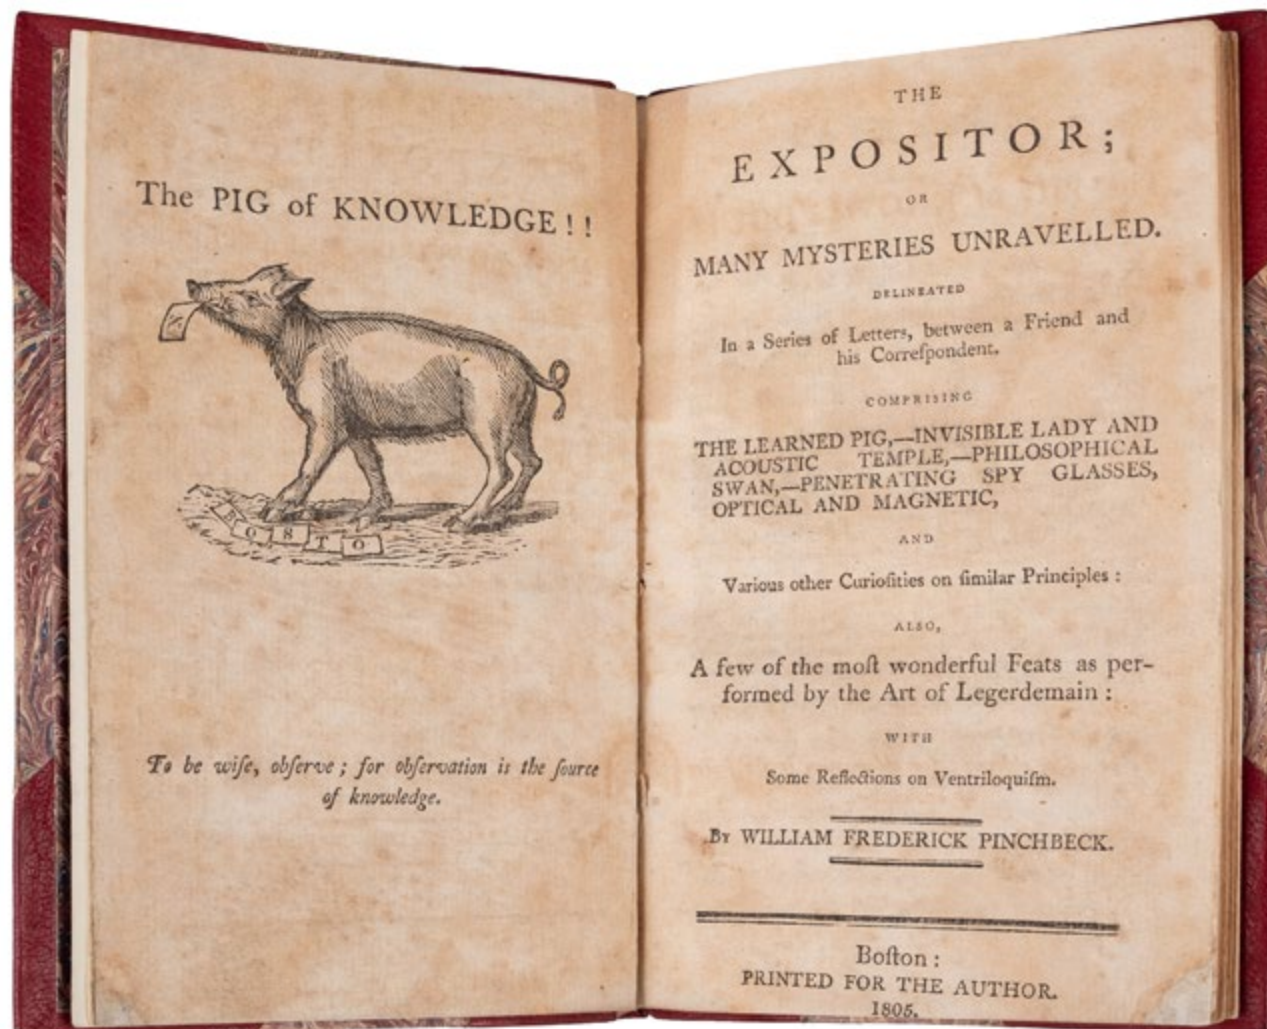 The PIG of KNOWLEDGE!!
B O S T O
To be wiſe, obſerve; for obſervation is the ſource
of knowledge.
THE
EXPOSITOR;
OR
MANY MYSTERIES UNRAVELLED.
DELINEATED
In a Series of Letters, between a Friend and
his Correſpondent,
COMPRISING
THE LEARNED PIG,—INVISIBLE LADY AND
ACOUSTIC TEMPLE,—PHILOSOPHICAL
SWAN,—PENETRATING SPY GLASSES,
OPTICAL AND MAGNETIC,
AND
Various other Curioſities on ſimilar Principles:
ALSO,
A few of the moſt wonderful Feats as per-
formed by the Art of Legerdemain:
WITH
Some Reflections on Ventriloquiſm.
BY WILLIAM FREDERICK PINCHBECK.
Boſton:
PRINTED FOR THE AUTHOR.
1805.